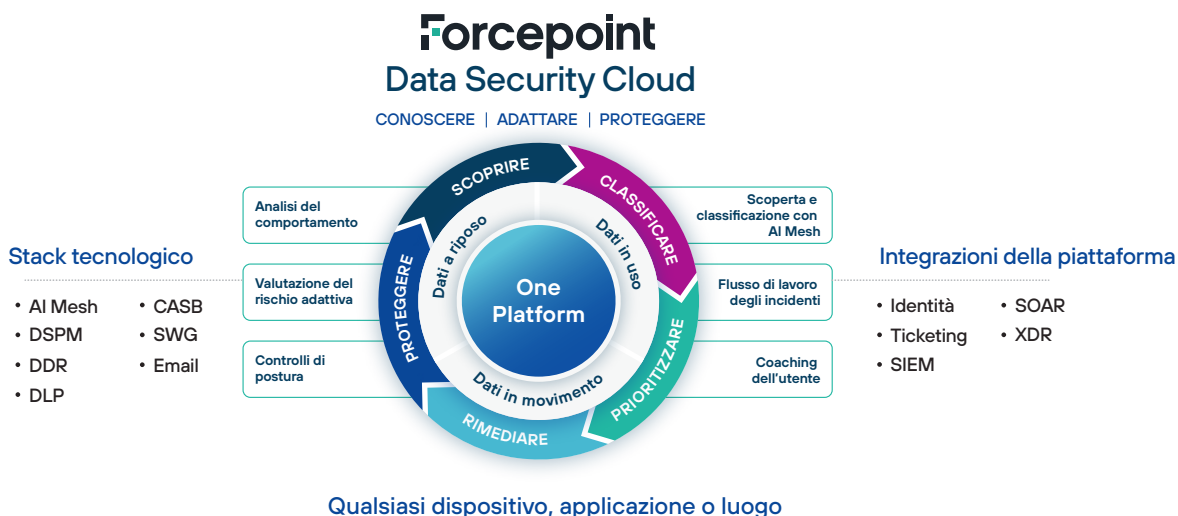 Forcepoint
Data Security Cloud
CONOSCERE | ADATTARE | PROTEGGERE
SCOPRIRE
CLASSIFICARE
PRIORITIZZARE
RIMEDIARE
PROTEGGERE
Dati a riposo
Dati in uso
Dati in movimento
One
Platform
Analisi del
comportamento
Valutazione del
rischio adattiva
Controlli di
postura
Scoperta e
classificazione con
AI Mesh
Flusso di lavoro
degli incidenti
Coaching
dell'utente
Stack tecnologico
• AI Mesh
• DSPM
• DDR
• DLP
• CASB
• SWG
• Email
Integrazioni della piattaforma
• Identità
• Ticketing
• SIEM
• SOAR
• XDR
Qualsiasi dispositivo, applicazione o luogo